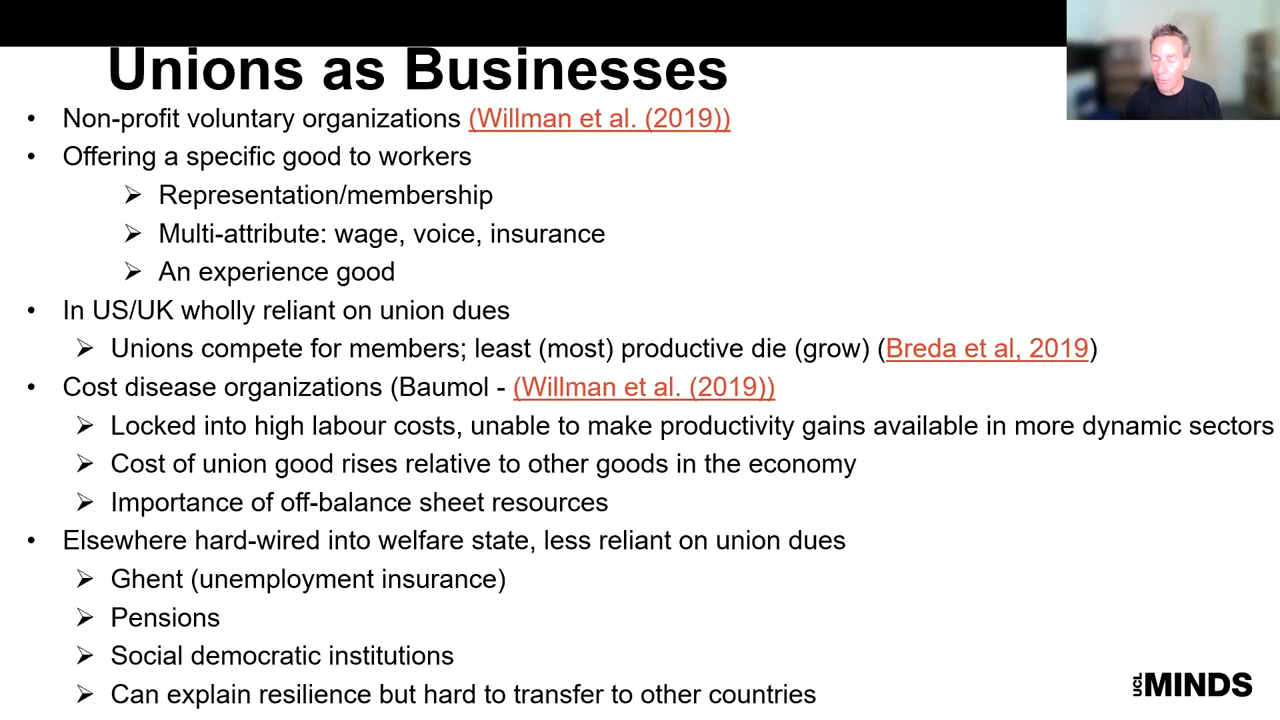 Unions as Businesses
• Non-profit voluntary organizations (Willman et al. (2019))
• Offering a specific good to workers
➢ Representation/membership
➢ Multi-attribute: wage, voice, insurance
➢ An experience good
• In US/UK wholly reliant on union dues
➢ Unions compete for members; least (most) productive die (grow) (Breda et al, 2019)
• Cost disease organizations (Baumol - (Willman et al. (2019))
➢ Locked into high labour costs, unable to make productivity gains available in more dynamic sectors
➢ Cost of union good rises relative to other goods in the economy
➢ Importance of off-balance sheet resources
• Elsewhere hard-wired into welfare state, less reliant on union dues
➢ Ghent (unemployment insurance)
➢ Pensions
➢ Social democratic institutions
➢ Can explain resilience but hard to transfer to other countries
UCL MINDS